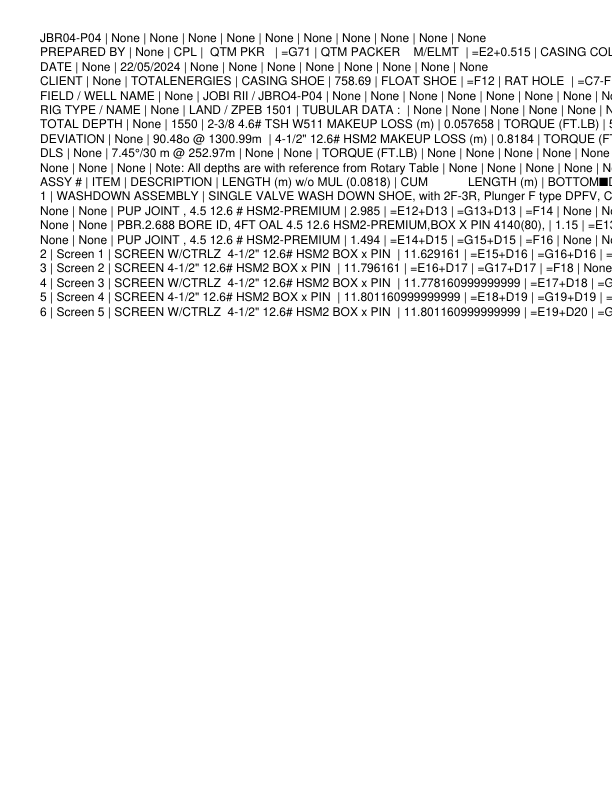 JBR04-P04 | None | None | None | None | None | None | None | None | None
PREPARED BY | None | CPL |  QTM PKR   | =G71 | QTM PACKER    M/ELMT  | =E2+0.515 | CASING COL
DATE | None | 22/05/2024 | None | None | None | None | None | None | None
CLIENT | None | TOTALENERGIES | CASING SHOE | 758.69 | FLOAT SHOE | =F12 | RAT HOLE  | =C7-F
FIELD / WELL NAME | None | JOBI RII / JBRO4-P04 | None | None | None | None | None | None | No
RIG TYPE / NAME | None | LAND / ZPEB 1501 | TUBULAR DATA :  | None | None | None | None | N
TOTAL DEPTH | None | 1550 | 2-3/8 4.6# TSH W511 MAKEUP LOSS (m) | 0.057658 | TORQUE (FT.LB) | 5
DEVIATION | None | 90.48o @ 1300.99m  | 4-1/2" 12.6# HSM2 MAKEUP LOSS (m) | 0.8184 | TORQUE (FT
DLS | None | 7.45°/30 m @ 252.97m | None | None | TORQUE (FT.LB) | None | None | None | None
None | None | Note: All depths are with reference from Rotary Table | None | None | None | None | N
ASSY # | ITEM | DESCRIPTION | LENGTH (m) w/o MUL (0.0818) | CUM            LENGTH (m) | BOTTOM■D
1 | WASHDOWN ASSEMBLY | SINGLE VALVE WASH DOWN SHOE, with 2F-3R, Plunger F type DPFV, C
None | None | PUP JOINT , 4.5 12.6 # HSM2-PREMIUM | 2.985 | =E12+D13 | =G13+D13 | =F14 | None | No
None | None | PBR.2.688 BORE ID, 4FT OAL 4.5 12.6 HSM2-PREMIUM,BOX X PIN 4140(80), | 1.15 | =E13
None | None | PUP JOINT , 4.5 12.6 # HSM2-PREMIUM | 1.494 | =E14+D15 | =G15+D15 | =F16 | None | No
2 | Screen 1 | SCREEN W/CTRLZ  4-1/2" 12.6# HSM2 BOX x PIN  | 11.629161 | =E15+D16 | =G16+D16 | =
3 | Screen 2 | SCREEN W/CTRLZ  4-1/2" 12.6# HSM2 BOX x PIN  | 11.796161 | =E16+D17 | =G17+D17 | =F18 | None
4 | Screen 3 | SCREEN W/CTRLZ  4-1/2" 12.6# HSM2 BOX x PIN  | 11.778160999999999 | =E17+D18 | =G
5 | Screen 4 | SCREEN W/CTRLZ  4-1/2" 12.6# HSM2 BOX x PIN  | 11.801160999999999 | =E18+D19 | =G19+D19 | =
6 | Screen 5 | SCREEN W/CTRLZ  4-1/2" 12.6# HSM2 BOX x PIN  | 11.801160999999999 | =E19+D20 | =G